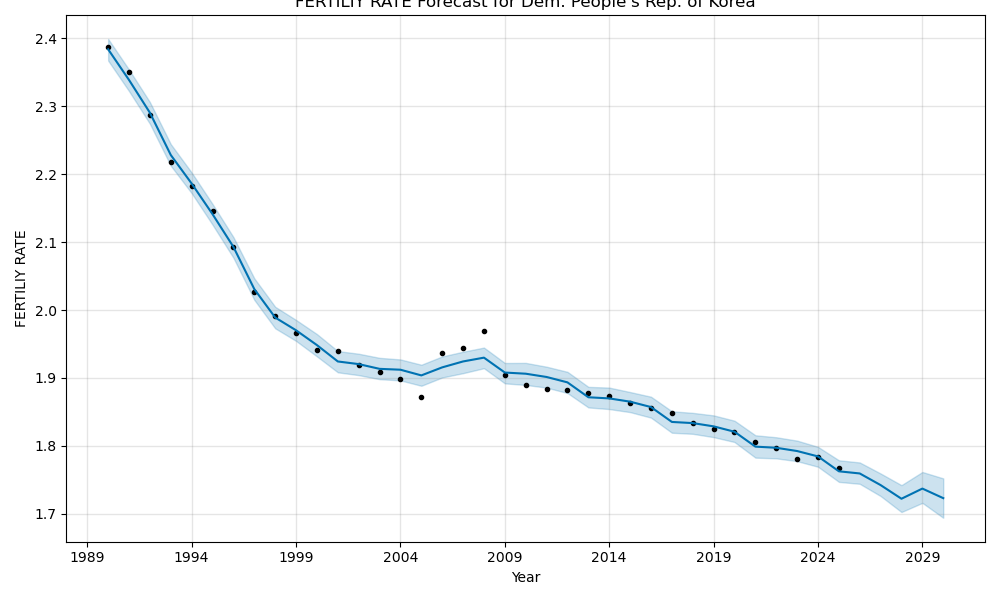 FERTILIY RATE Forecast for Dem. People's Rep. of Korea
2.4
2.3
2.2
2.1
2.0
1.9
1.8
1.7
FERTILIY RATE
1989 1994 1999 2004 2009 2014 2019 2024 2029
Year